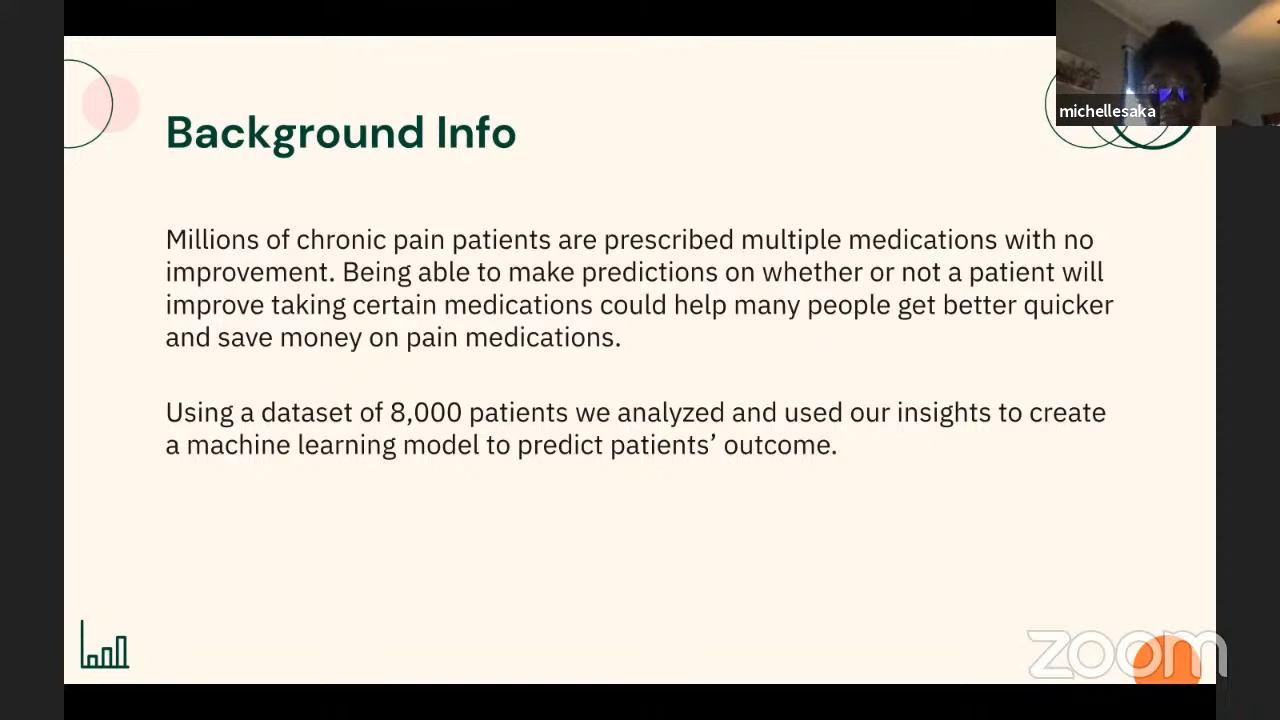 michellesaka
Background Info
Millions of chronic pain patients are prescribed multiple medications with no
improvement. Being able to make predictions on whether or not a patient will
improve taking certain medications could help many people get better quicker
and save money on pain medications.
Using a dataset of 8,000 patients we analyzed and used our insights to create
a machine learning model to predict patients’ outcome.
zoom